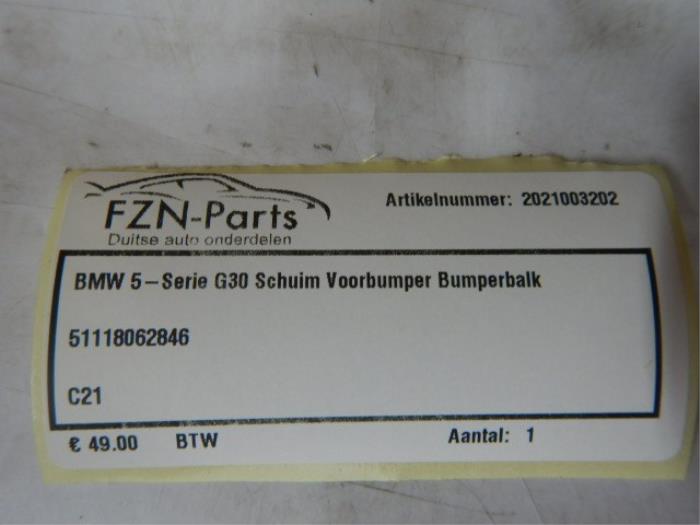 FZN-Parts
Duitse auto onderdelen
Artikelnummer: 2021003202
BMW 5-Serie G30 Schuim Voorbumper Bumperbalk
51118062846
C21
€ 49.00 BTW Aantal: 1